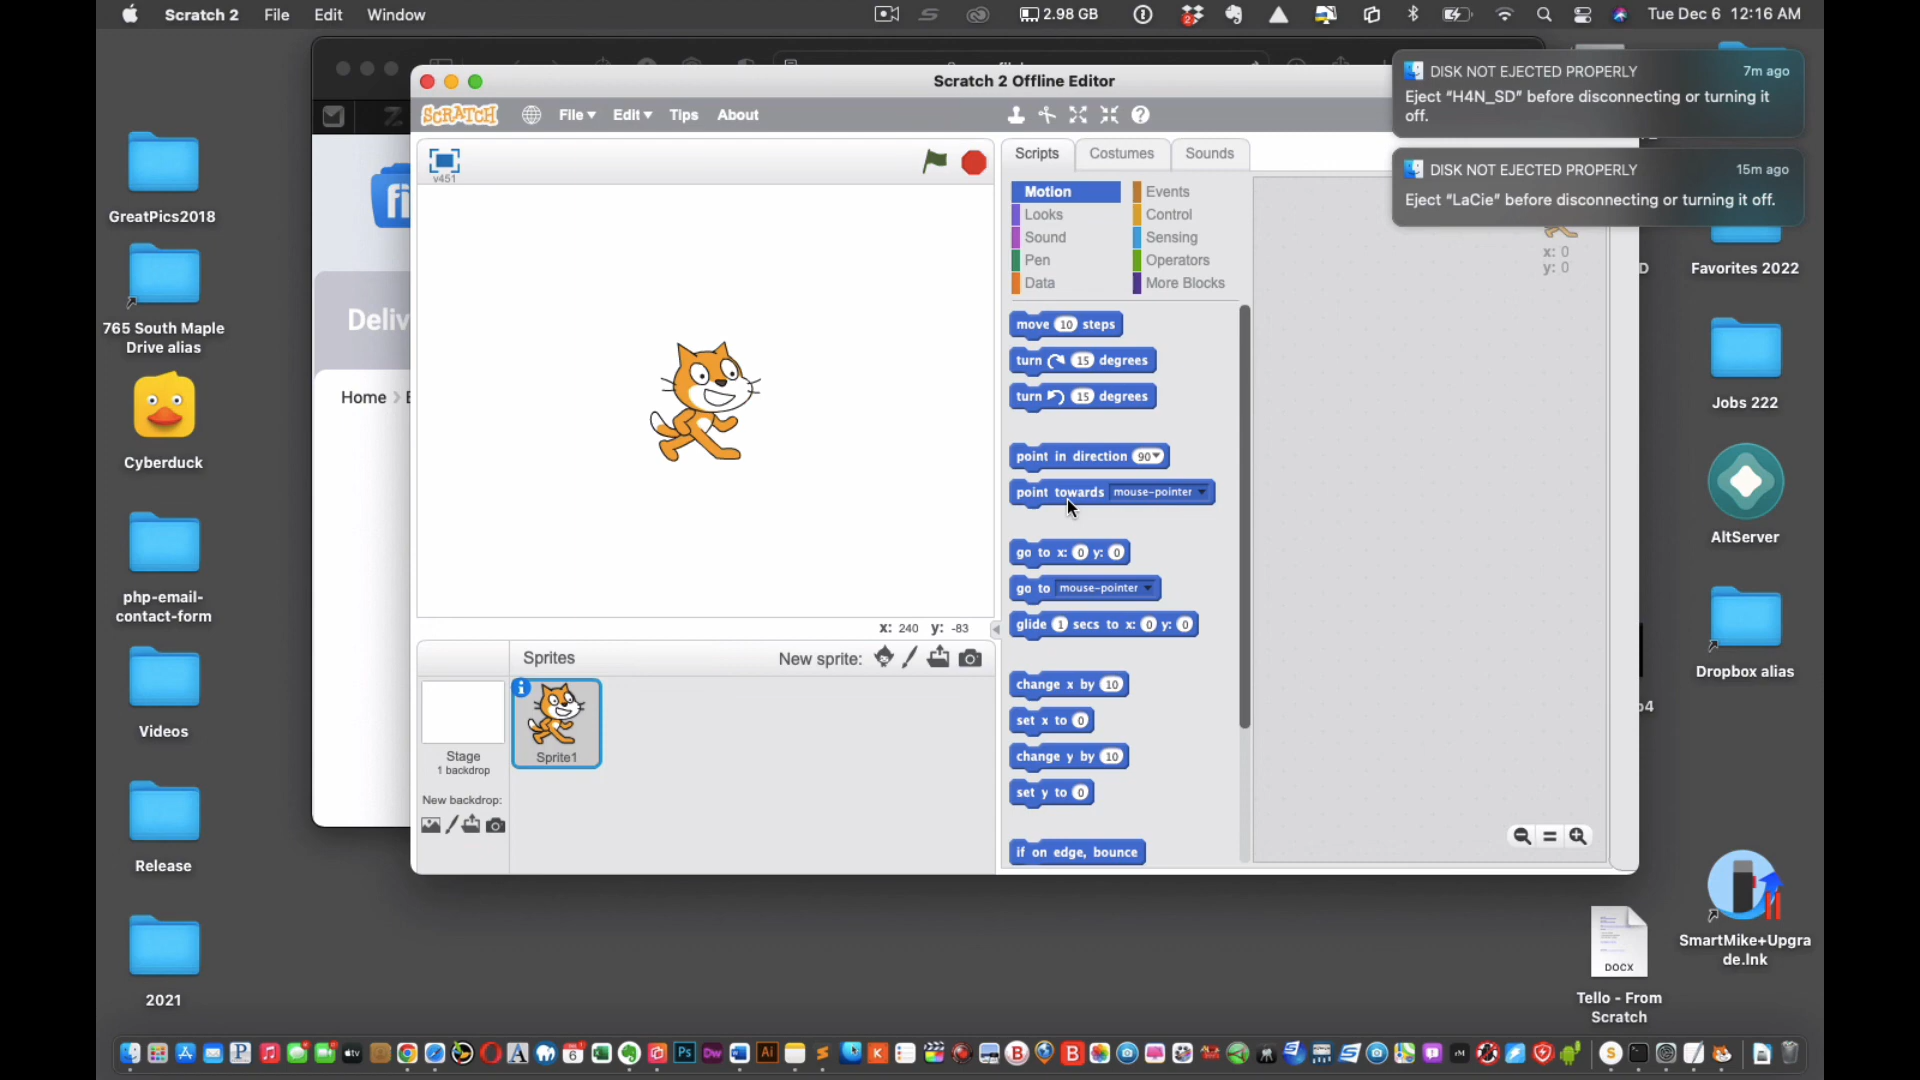 Scratch 2 File Edit Window 2.98 GB Tue Dec 6 12:16 AM
Scratch 2 Offline Editor
DISK NOT EJECTED PROPERLY 7m ago
Eject “H4N_SD” before disconnecting or turning it
off.
DISK NOT EJECTED PROPERLY 15m ago
Eject “LaCie” before disconnecting or turning it off.
SCRATCH File Edit Tips About
v451
Scripts Costumes Sounds
Motion Events
Looks Control
Sound Sensing
Pen Operators
Data More Blocks
x: 0
y: 0
move 10 steps
turn 15 degrees
turn 15 degrees
point in direction 90
point towards mouse-pointer
go to x: 0 y: 0
go to mouse-pointer
glide 1 secs to x: 0 y: 0
change x by 10
set x to 0
change y by 10
set y to 0
if on edge, bounce
x: 240 y: -83
Sprites New sprite:
Sprite1
Stage
1 backdrop
New backdrop:
fi
Deliv
Home
GreatPics2018
765 South Maple
Drive alias
Cyberduck
php-email-
contact-form
Videos
Release
2021
D
Favorites 2022
Jobs 222
AltServer
Dropbox alias
p4
SmartMike+Upgra
de.lnk
DOCX
Tello - From
Scratch